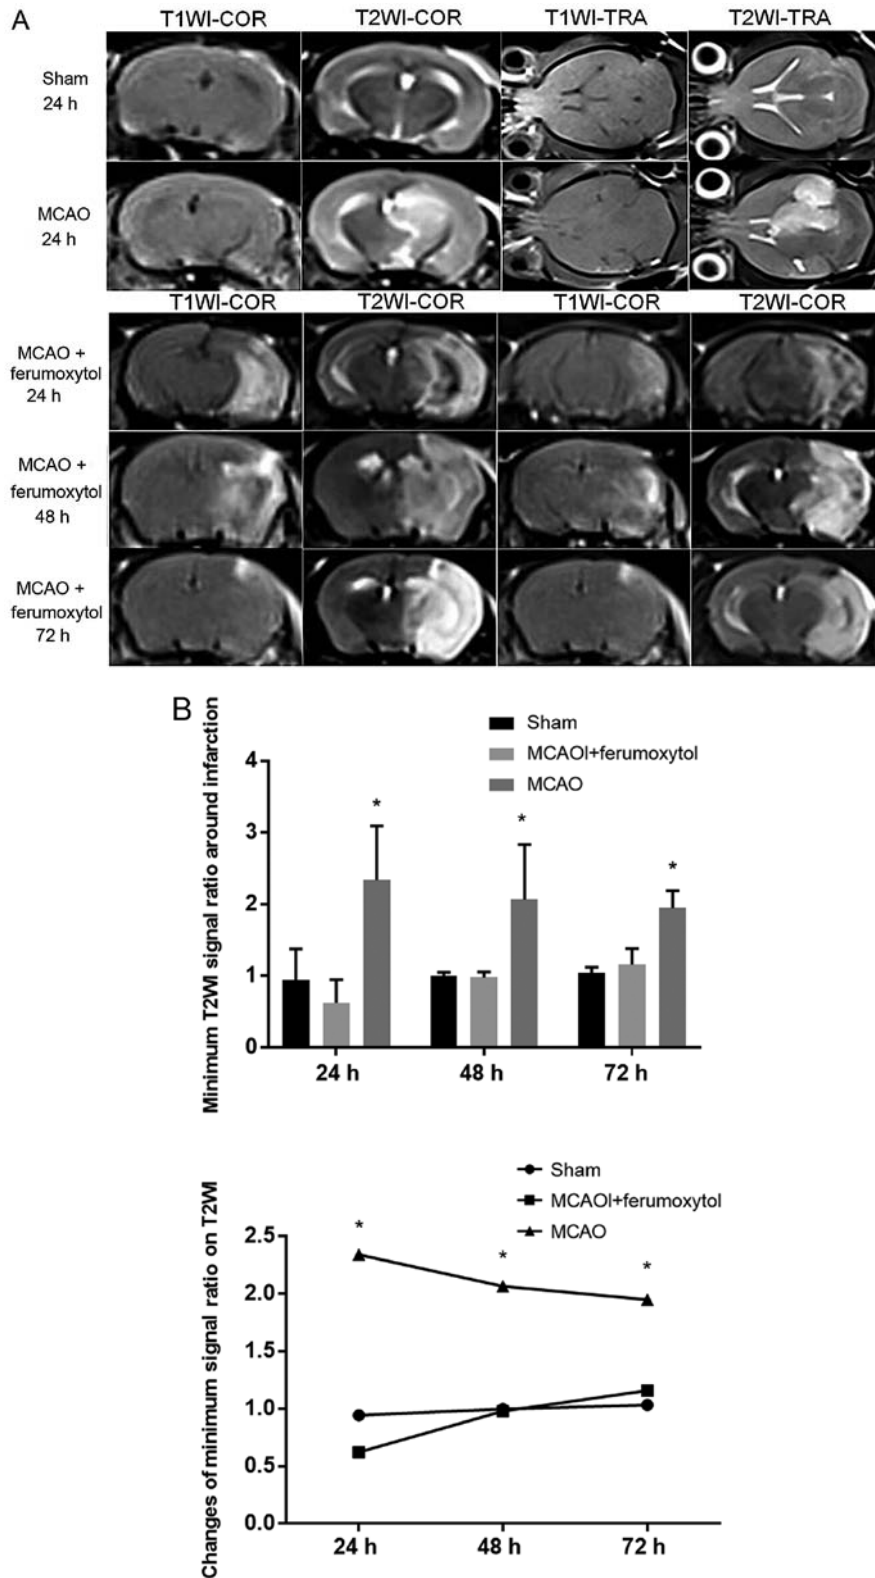 A
T1WI-COR T2WI-COR T1WI-TRA T2WI-TRA
Sham
24 h
MCAO
24 h
T1WI-COR T2WI-COR T1WI-COR T2WI-COR
MCAO +
ferumoxytol
24 h
MCAO +
ferumoxytol
48 h
MCAO +
ferumoxytol
72 h
B
Minimum T2WI signal ratio around infarction
Sham
MCAOI+ferumoxytol
MCAO
4
3
2
1
0
* * *
24 h 48 h 72 h
Changes of minimum signal ratio on T2WI
Sham
MCAOI+ferumoxytol
MCAO
2.5
2.0
1.5
1.0
0.5
0.0
* * *
24 h 48 h 72 h